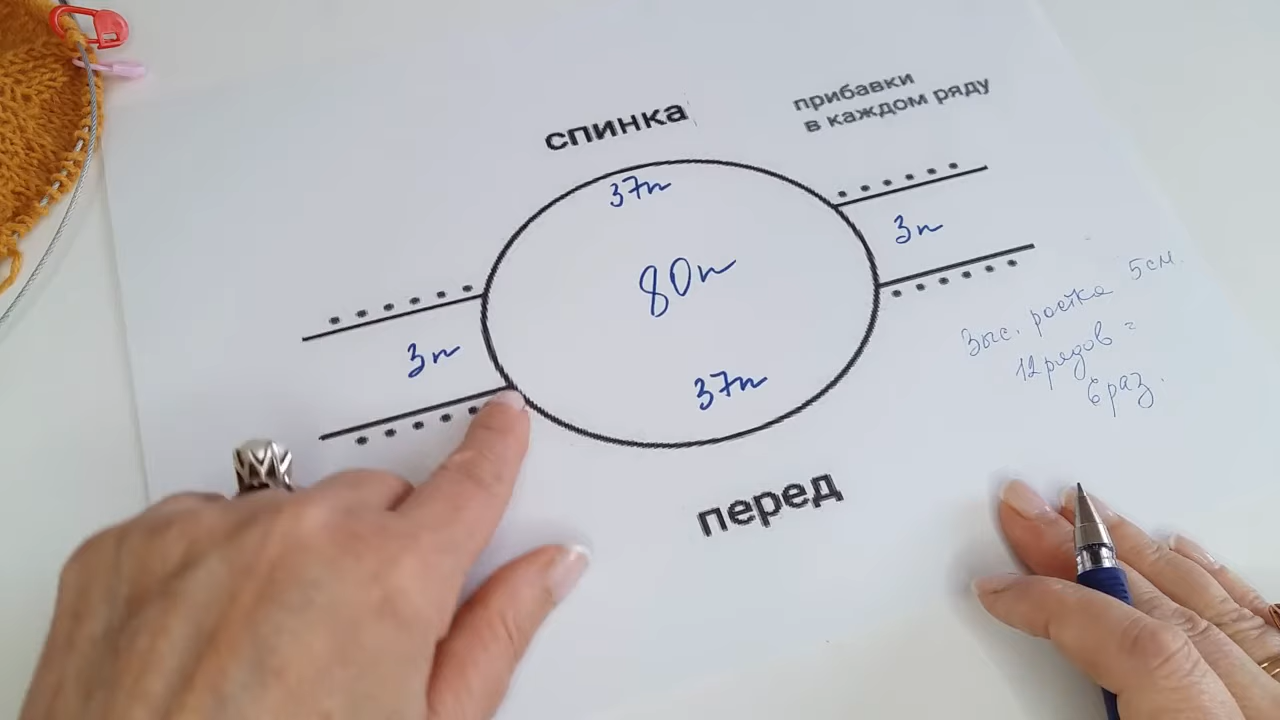 спинка
прибавки
в каждом ряду
37п
3п
80п
3п
37п
перед
Выс. ростка 5см.
12 рядов =
6 раз.